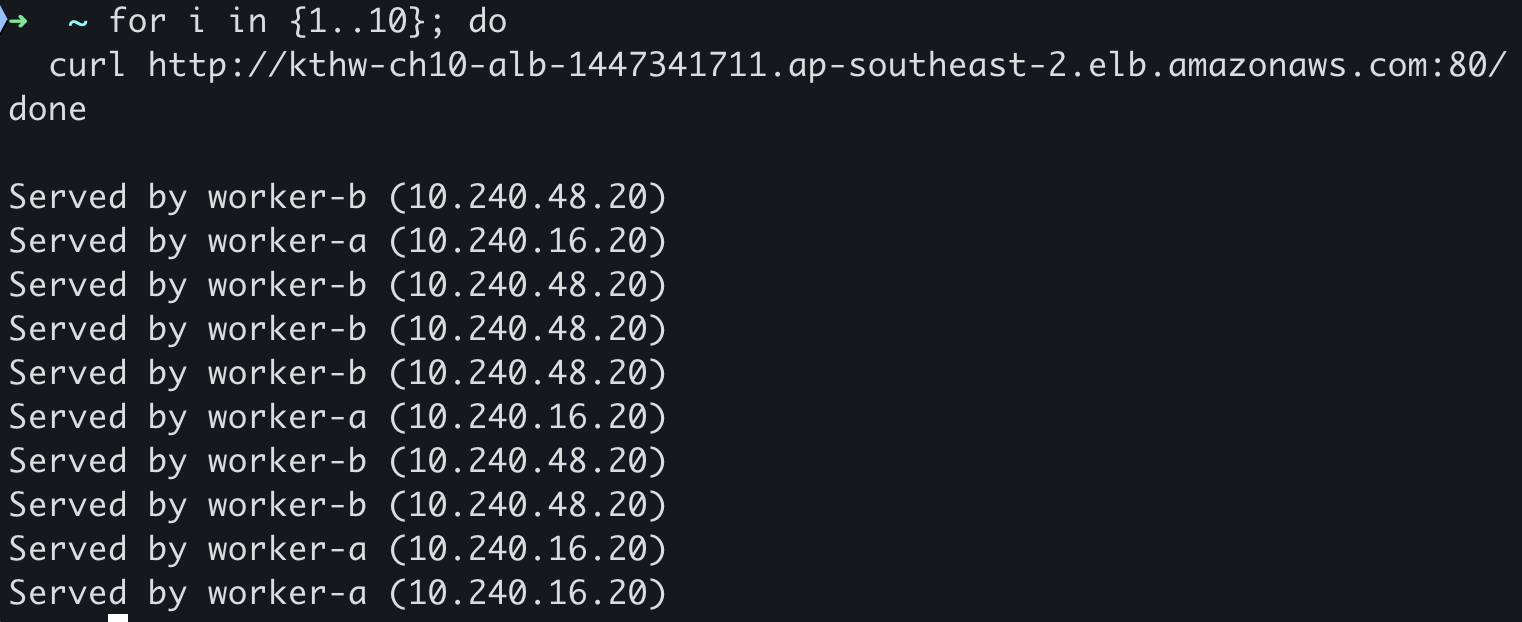 ➜  ~ for i in {1..10}; do
  curl http://kthw-ch10-alb-1447341711.ap-southeast-2.elb.amazonaws.com:80/
done

Served by worker-b (10.240.48.20)
Served by worker-a (10.240.16.20)
Served by worker-b (10.240.48.20)
Served by worker-b (10.240.48.20)
Served by worker-b (10.240.48.20)
Served by worker-a (10.240.16.20)
Served by worker-b (10.240.48.20)
Served by worker-b (10.240.48.20)
Served by worker-a (10.240.16.20)
Served by worker-a (10.240.16.20)